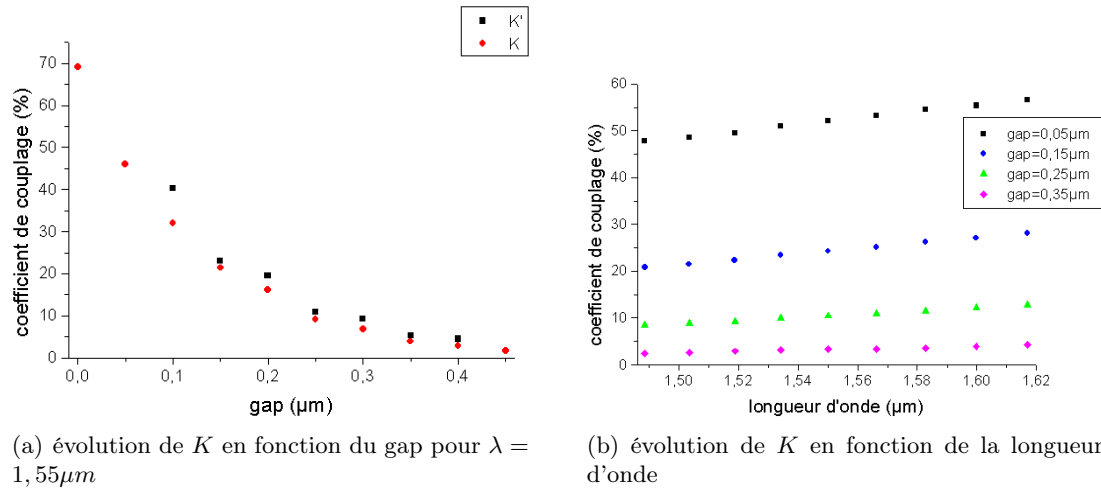 K'
K
coefficient de couplage (%)
70
60
50
40
30
20
10
0
0,0
0,1
0,2
0,3
0,4
gap (µm)
(a) évolution de K en fonction du gap pour λ =
1,55µm
coefficient de couplage (%)
60
50
40
30
20
10
0
gap=0,05µm
gap=0,15µm
gap=0,25µm
gap=0,35µm
1,50
1,52
1,54
1,56
1,58
1,60
1,62
longueur d'onde (µm)
(b) évolution de K en fonction de la longueur
d'onde